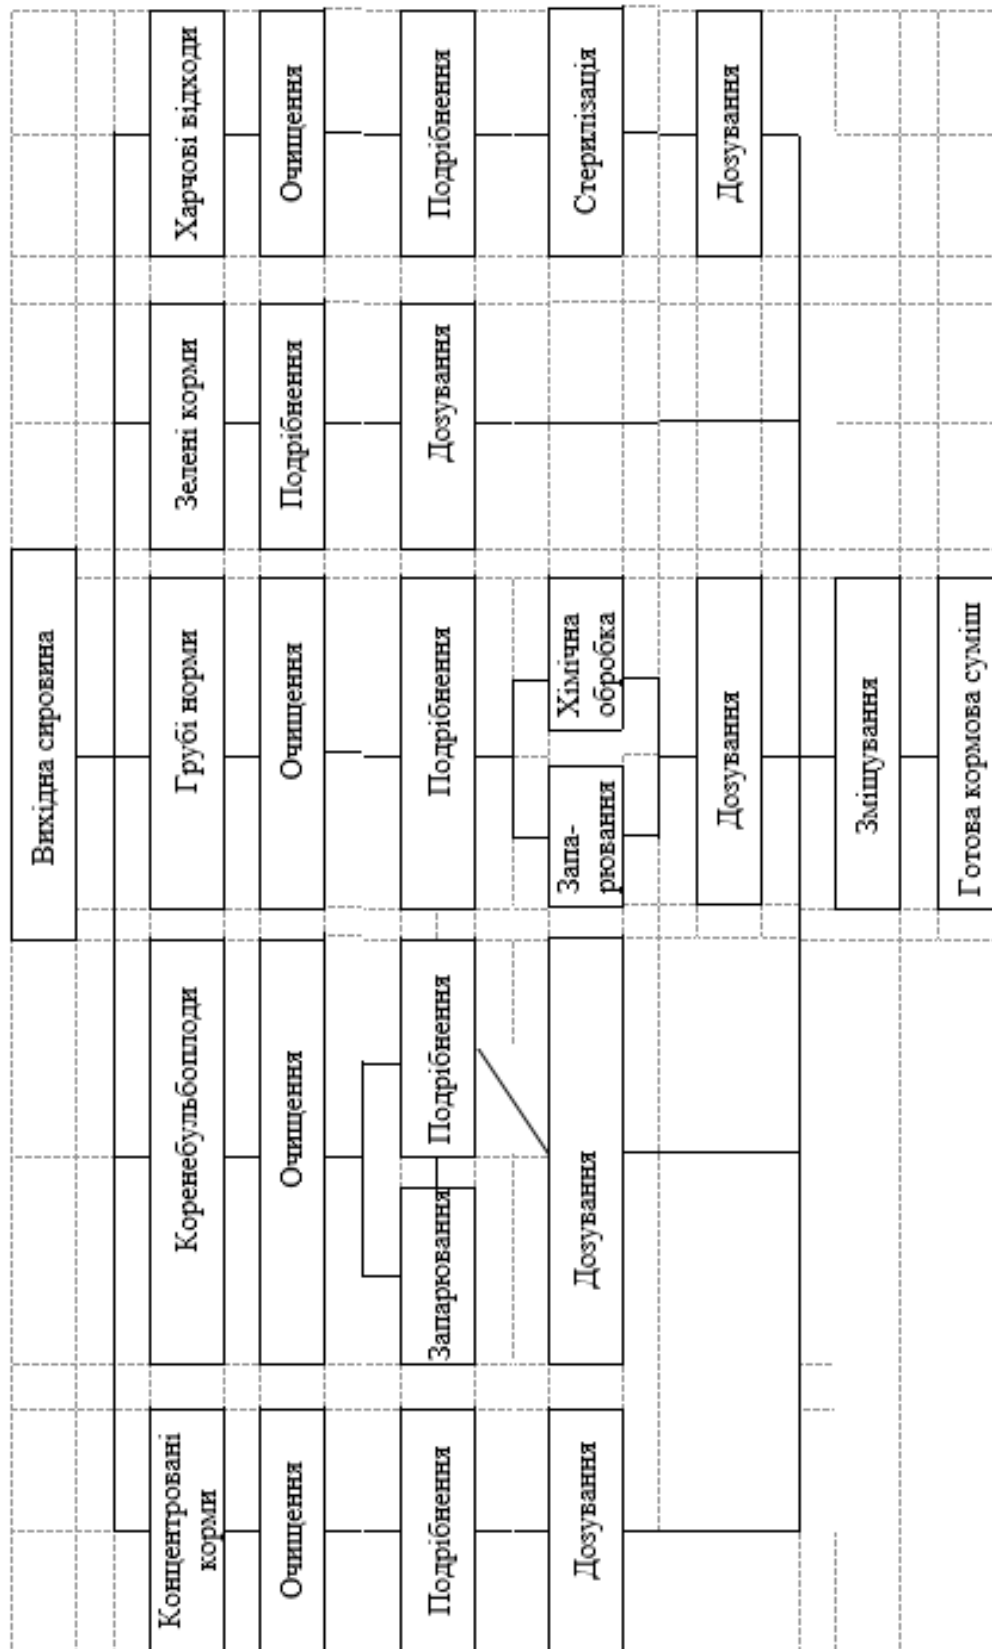 Вихідна сировина
Концентровані
корми
Коренебульбоплоди
Грубі норми
Зелені корми
Харчові відходи
Очищення
Очищення
Очищення
Подрібнення
Очищення
Подрібнення
Запарювання
Подрібнення
Подрібнення
Дозування
Подрібнення
Дозування
Дозування
Запа-
рювання
Хімічна
обробка
Стерилізація
Дозування
Дозування
Змішування
Готова кормова суміш